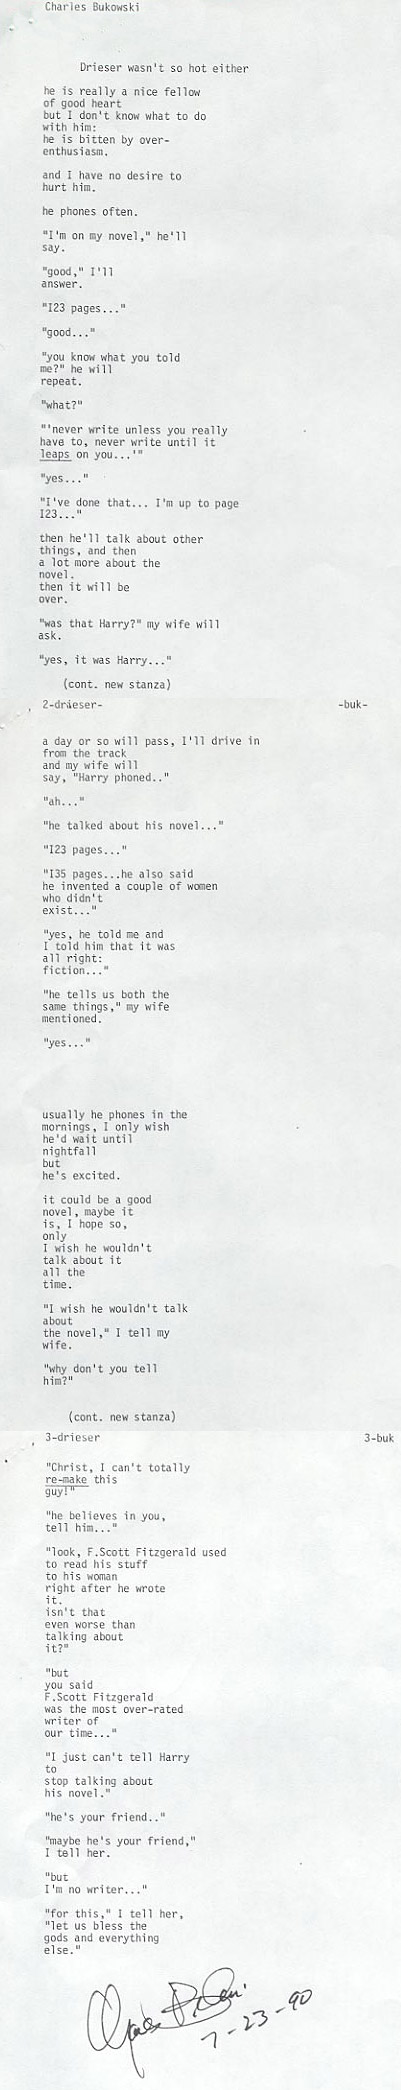 Charles Bukowski
Drieser wasn't so hot either
he is really a nice fellow
of good heart
but I don't know what to do
with him:
he is bitten by over-
enthusiasm.
and I have no desire to
hurt him.
he phones often.
"I'm on my novel," he'll
say.
"good," I'll
answer.
"I23 pages..."
"good..."
"you know what you told
me?" he will
repeat.
"what?"
"'never write unless you really
have to, never write until it
leaps on you...'"
"yes..."
"I've done that... I'm up to page
I23..."
then he'll talk about other
things, and then
a lot more about the
novel.
then it will be
over.
"was that Harry?" my wife will
ask.
"yes, it was Harry..."
(cont. new stanza)
2-drieser- -buk-
a day or so will pass, I'll drive in
from the track
and my wife will
say, "Harry phoned.."
"ah..."
"he talked about his novel..."
"I23 pages..."
"I35 pages...he also said
he invented a couple of women
who didn't
exist..."
"yes, he told me and
I told him that it was
all right:
fiction..."
"he tells us both the
same things," my wife
mentioned.
"yes..."
usually he phones in the
mornings, I only wish
he'd wait until
nightfall
but
he's excited.
it could be a good
novel, maybe it
is, I hope so,
only
I wish he wouldn't
talk about it
all the
time.
"I wish he wouldn't talk
about
the novel," I tell my
wife.
"why don't you tell
him?"
(cont. new stanza)
3-drieser 3-buk
"Christ, I can't totally
re-make this
guy!"
"he believes in you,
tell him..."
"look, F.Scott Fitzgerald used
to read his stuff
to his woman
right after he wrote
it.
isn't that
even worse than
talking about
it?"
"but
you said
F.Scott Fitzgerald
was the most over-rated
writer of
our time..."
"I just can't tell Harry
to
stop talking about
his novel."
"he's your friend.."
"maybe he's your friend,"
I tell her.
"but
I'm no writer..."
"for this," I tell her,
"let us bless the
gods and everything
else."
7-23-90